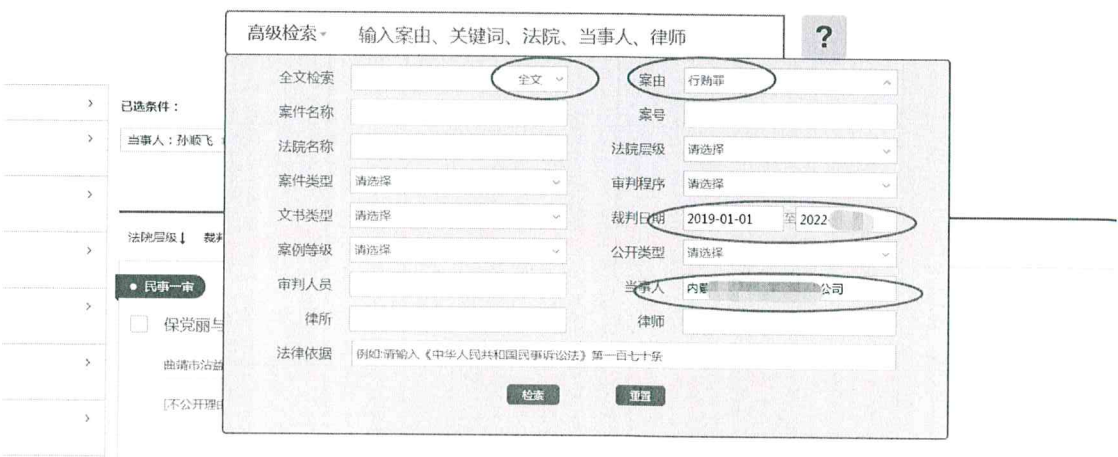 高级检索 输入案由、关键词、法院、当事人、律师 ?
全文检索 全文 案由 行贿罪
已选条件：
案件名称 案号
当事人：孙顺飞
法院名称 法院层级 请选择
案件类型 请选择 审判程序 请选择
文书类型 请选择 裁判日期 2019-01-01 至 2022-
法院层级↓ 裁判
案例等级 请选择 公开类型 请选择
民事一审
审判人员 当事人 内 公司
保党丽与
律所 律师
曲靖市沾益
法律依据 例如:请输入《中华人民共和国民事诉讼法》第一百七十条
[不公开理由
检索 重置